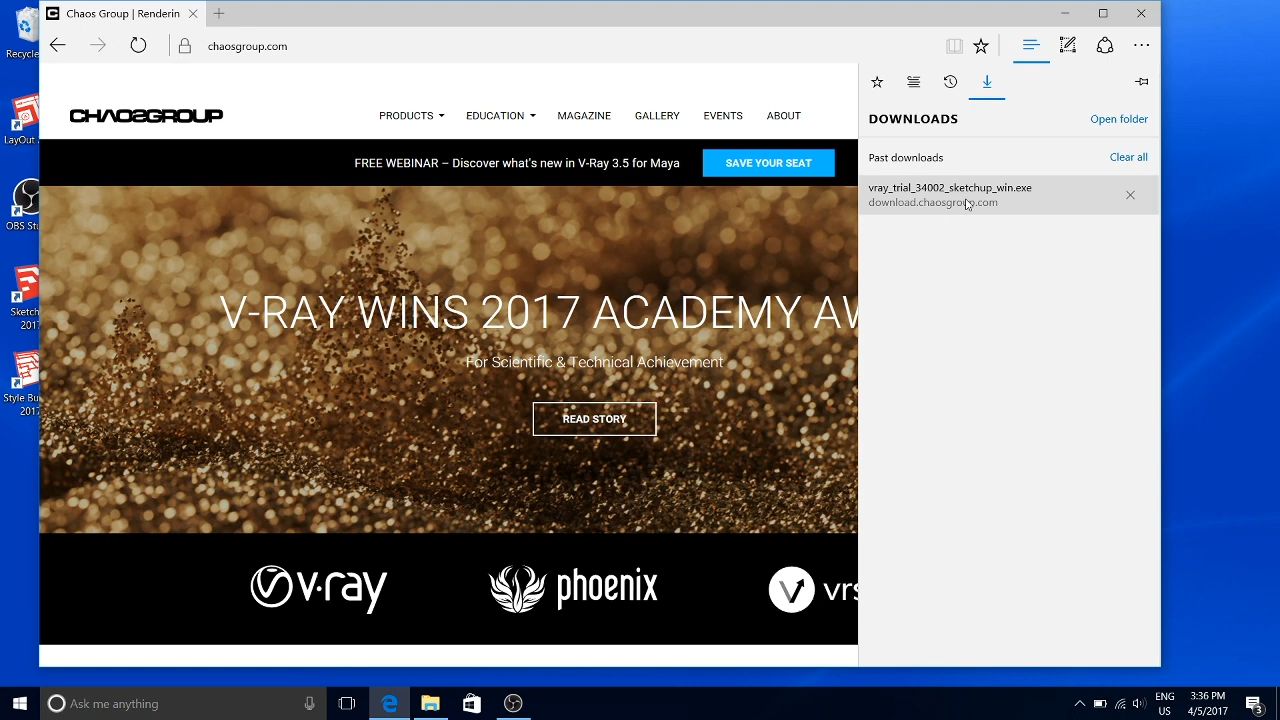 Recycle
LayOut
OBS Stu
Sketch
2017
Style Bu
2017
Chaos Group | Renderin
chaosgroup.com
CHAOSGROUP
PRODUCTS
EDUCATION
MAGAZINE
GALLERY
EVENTS
ABOUT
FREE WEBINAR – Discover what's new in V-Ray 3.5 for Maya
SAVE YOUR SEAT
V-RAY WINS 2017 ACADEMY AW
For Scientific & Technical Achievement
READ STORY
v·ray
phoenix
vrs
DOWNLOADS
Open folder
Past downloads
Clear all
vray_trial_34002_sketchup_win.exe
download.chaosgroup.com
Ask me anything
ENG
US
3:36 PM
4/5/2017
3